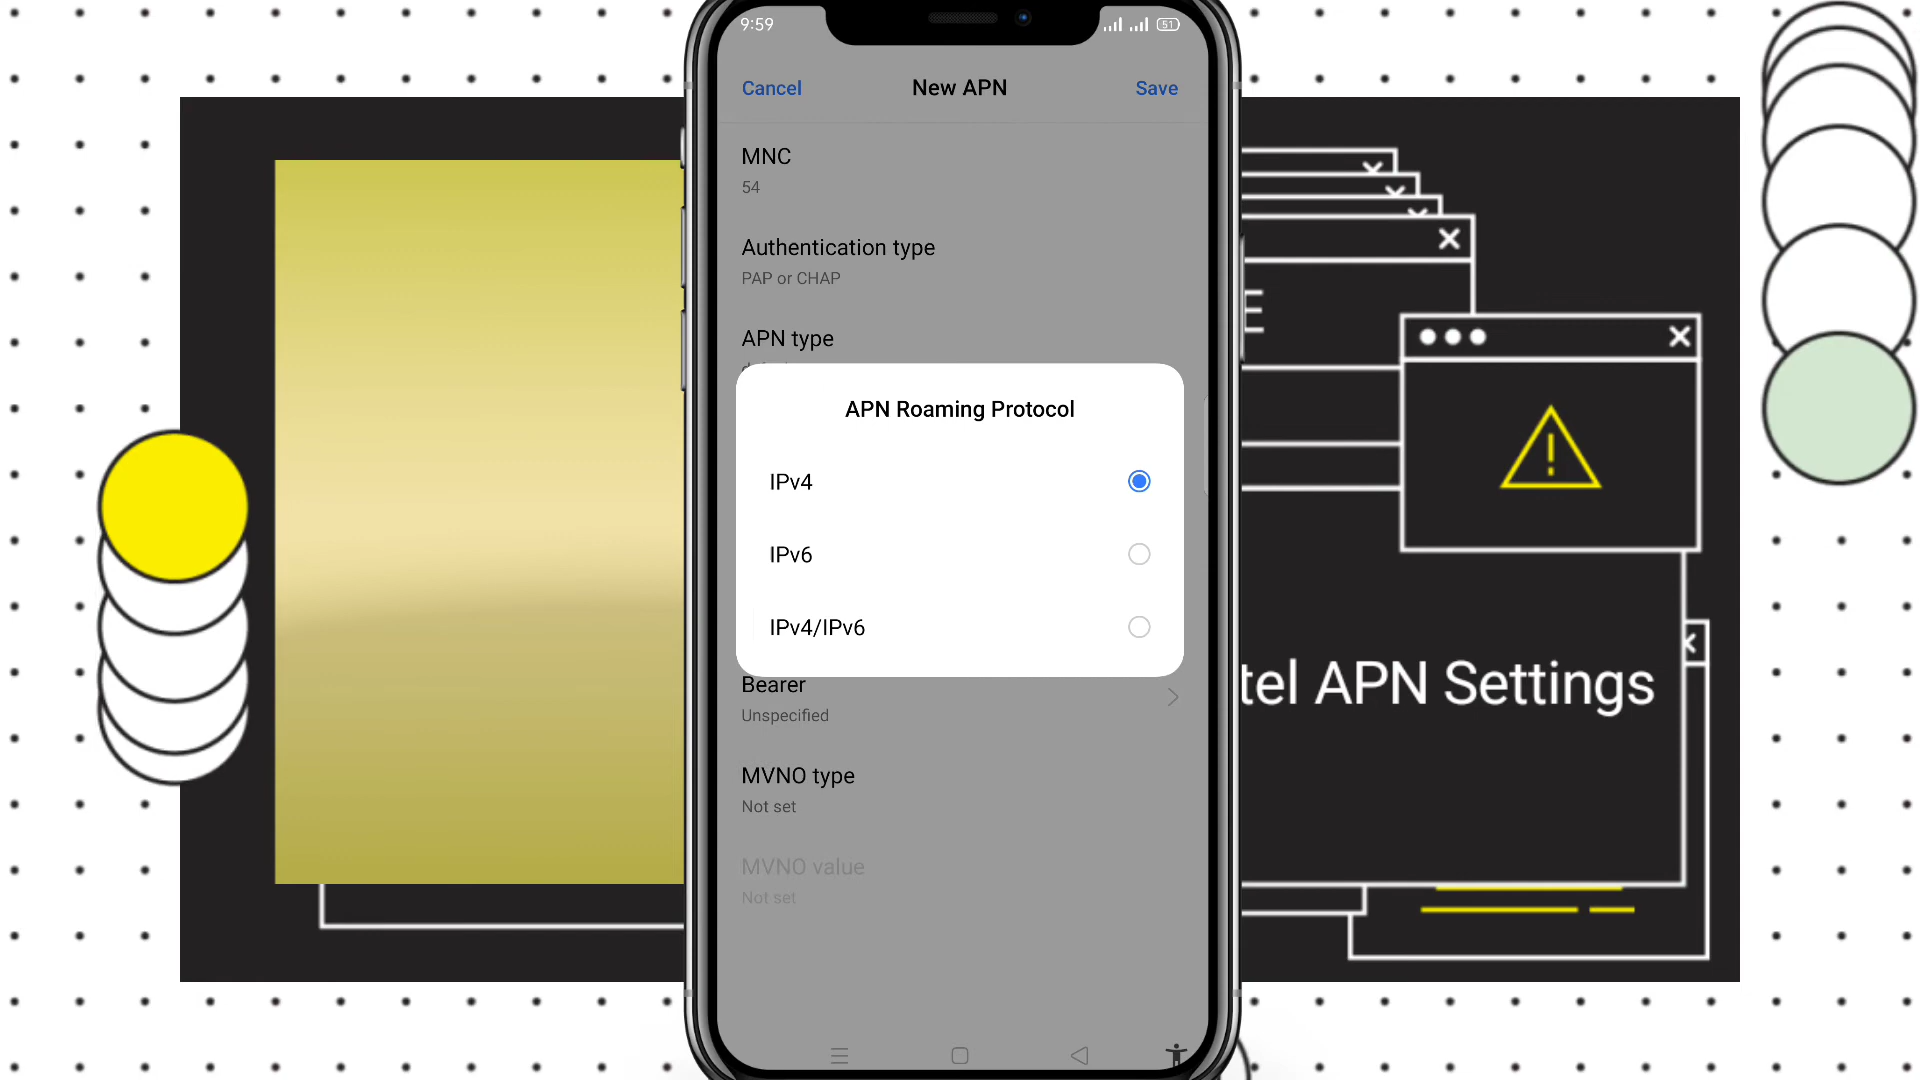 9:59
51
Cancel
New APN
Save
MNC
54
Authentication type
PAP or CHAP
APN type
APN Roaming Protocol
IPv4
IPv6
IPv4/IPv6
Bearer
Unspecified
MVNO type
Not set
MVNO value
Not set
E
tel APN Settings